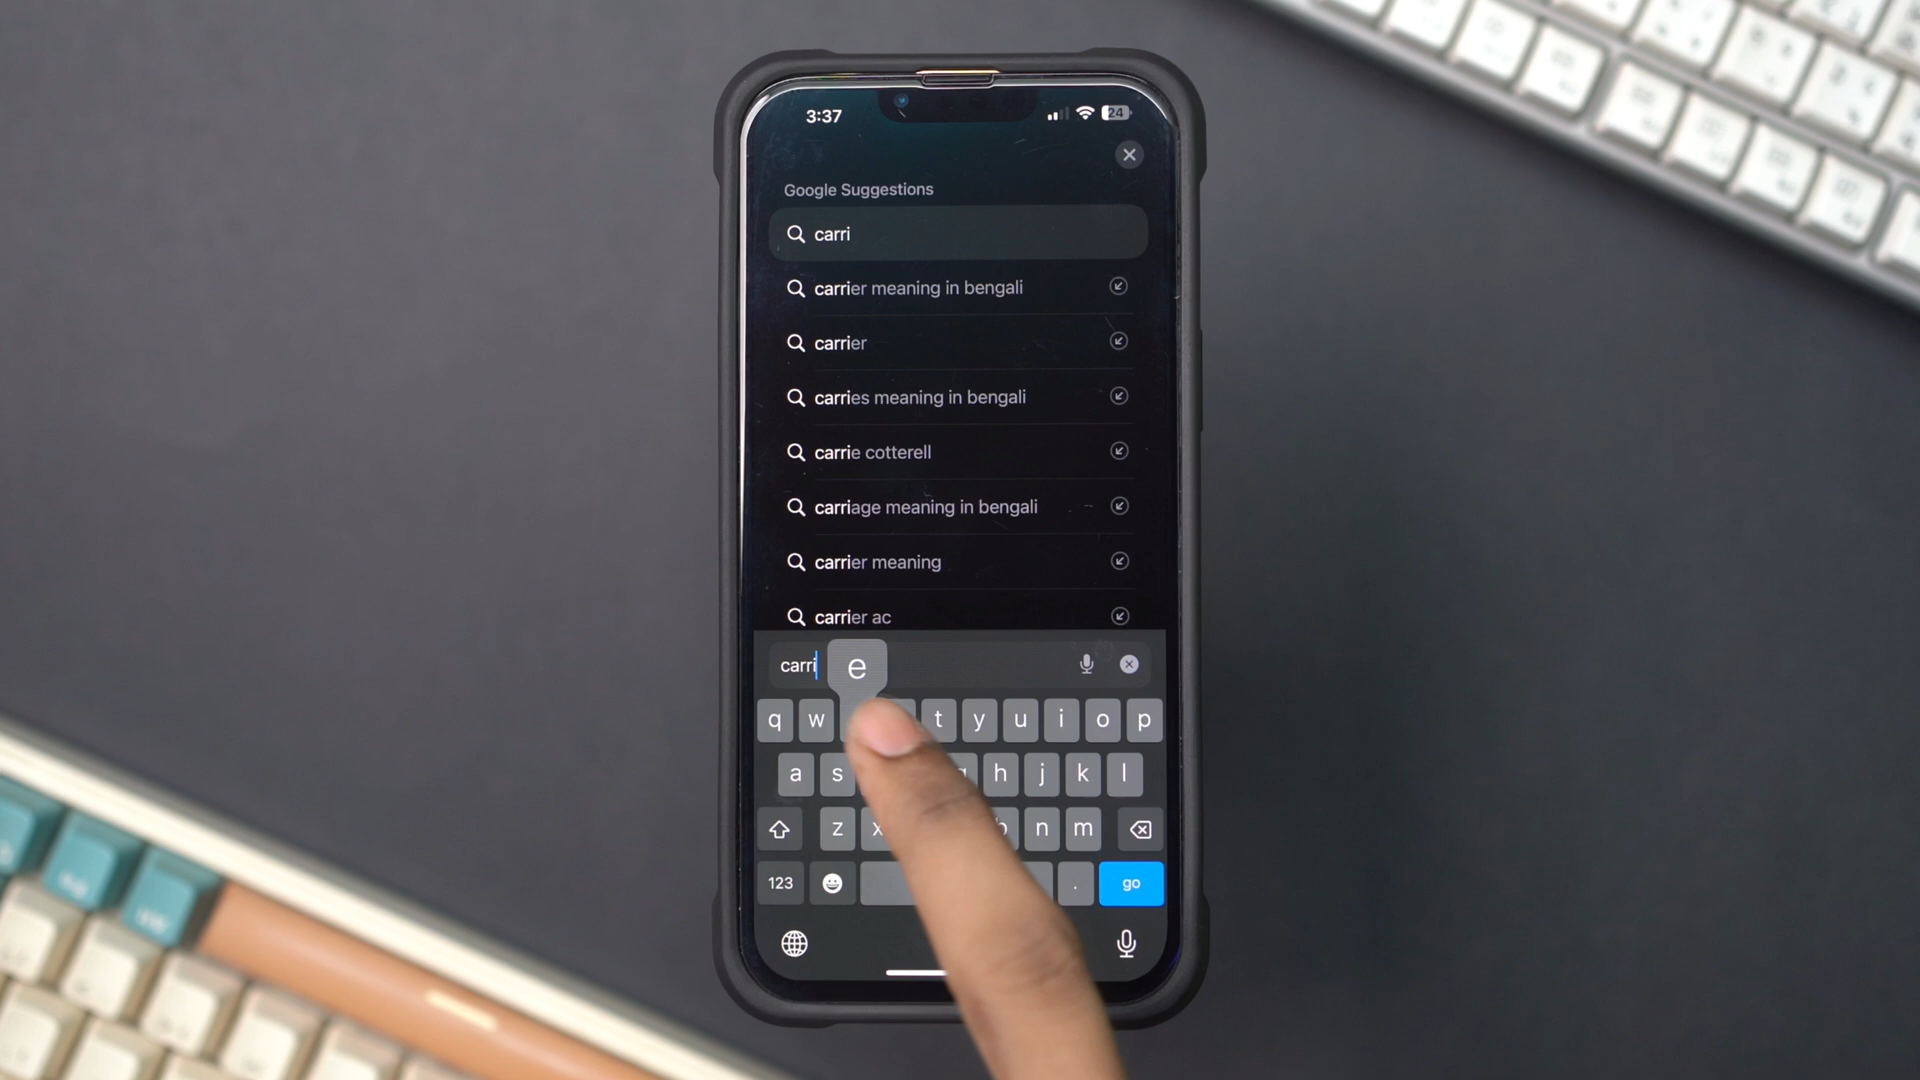 3:37
24
Google Suggestions
carri
carrier meaning in bengali
carrier
carries meaning in bengali
carrie cotterell
carriage meaning in bengali
carrier meaning
carrier ac
carri
e
q w t y u i o p
a s g h j k l
z x b n m
123 . go